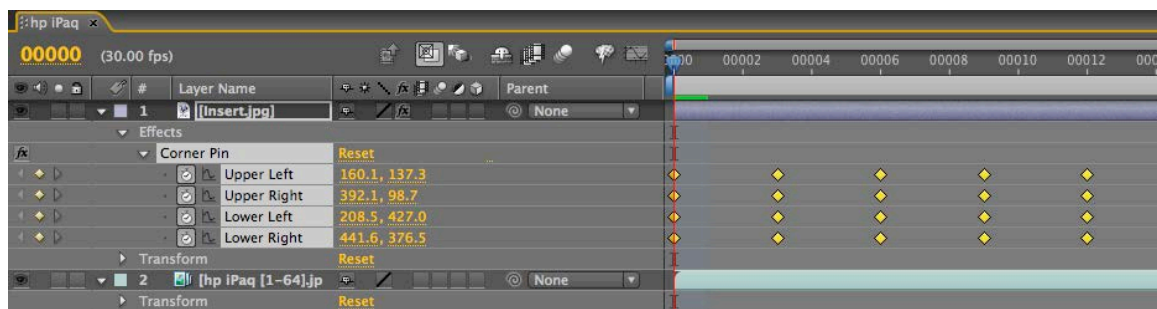 hp iPaq ×
00000 (30.00 fps)
00002 00004 00006 00008 00010 00012 000
# Layer Name Parent
1 [Insert.jpg] fx None
Effects
fx Corner Pin Reset
Upper Left 160.1, 137.3
Upper Right 392.1, 98.7
Lower Left 208.5, 427.0
Lower Right 441.6, 376.5
Transform Reset
2 [hp iPaq [1-64].jp None
Transform Reset